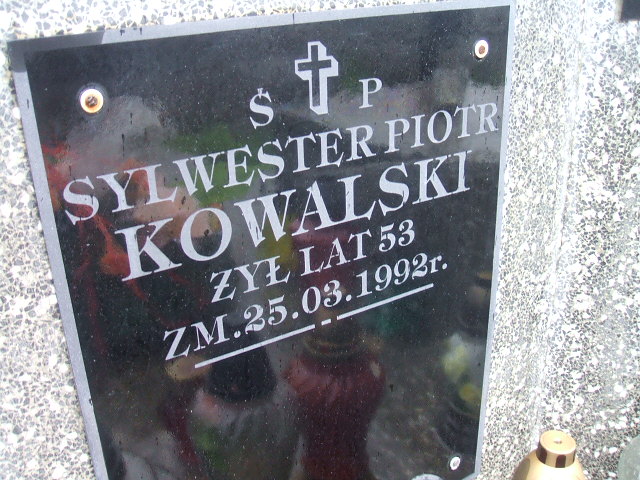 Ś P
SYLWESTER PIOTR
KOWALSKI
ŻYŁ LAT 53
ZM. 25.03.1992r.